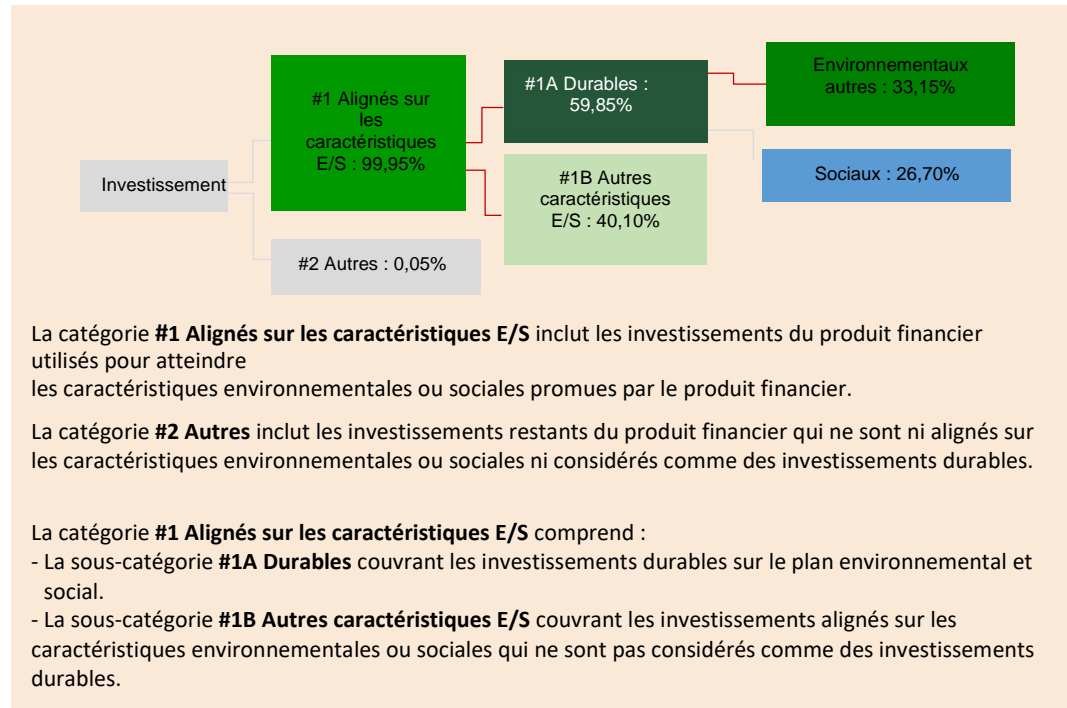 Investissement
#1 Alignés sur
les
caractéristiques
E/S : 99,95%
#2 Autres : 0,05%
#1A Durables :
59,85%
#1B Autres
caractéristiques
E/S : 40,10%
Environnementaux
autres : 33,15%
Sociaux : 26,70%
La catégorie #1 Alignés sur les caractéristiques E/S inclut les investissements du produit financier
utilisés pour atteindre
les caractéristiques environnementales ou sociales promues par le produit financier.
La catégorie #2 Autres inclut les investissements restants du produit financier qui ne sont ni alignés sur
les caractéristiques environnementales ou sociales ni considérés comme des investissements durables.
La catégorie #1 Alignés sur les caractéristiques E/S comprend :
- La sous-catégorie #1A Durables couvrant les investissements durables sur le plan environnemental et
social.
- La sous-catégorie #1B Autres caractéristiques E/S couvrant les investissements alignés sur les
caractéristiques environnementales ou sociales qui ne sont pas considérés comme des investissements
durables.